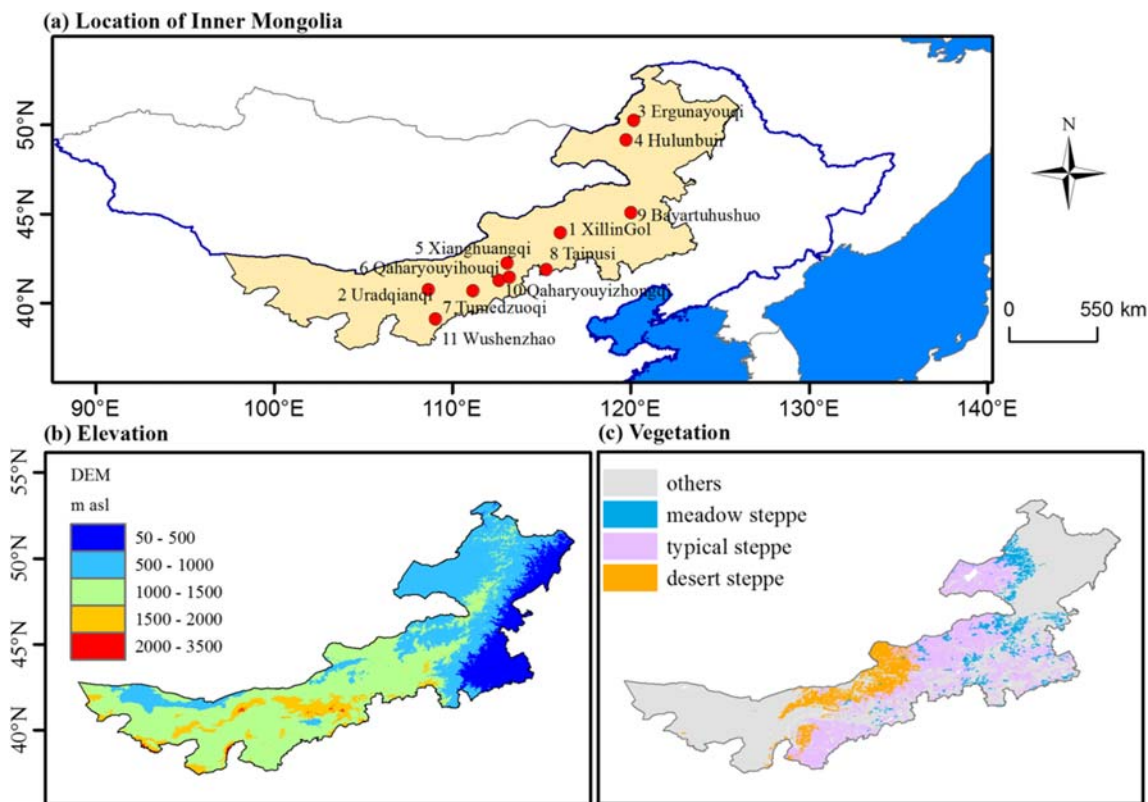 (a) Location of Inner Mongolia
50°N
45°N
40°N
3 Ergunayouqi
4 Hulunbuir
9 Bayartuhushuo
1 XillinGol
5 Xianghuangqi
8 Taipusi
6 Qaharyouyihouqi
10 Qaharyouyizhongqi
2 Uradqianqi
7 Tumedzuoqi
11 Wushenzhao
N
0 550 km
90°E 100°E 110°E 120°E 130°E 140°E
(b) Elevation
55°N
50°N
45°N
40°N
DEM
m asl
50 - 500
500 - 1000
1000 - 1500
1500 - 2000
2000 - 3500
(c) Vegetation
others
meadow steppe
typical steppe
desert steppe